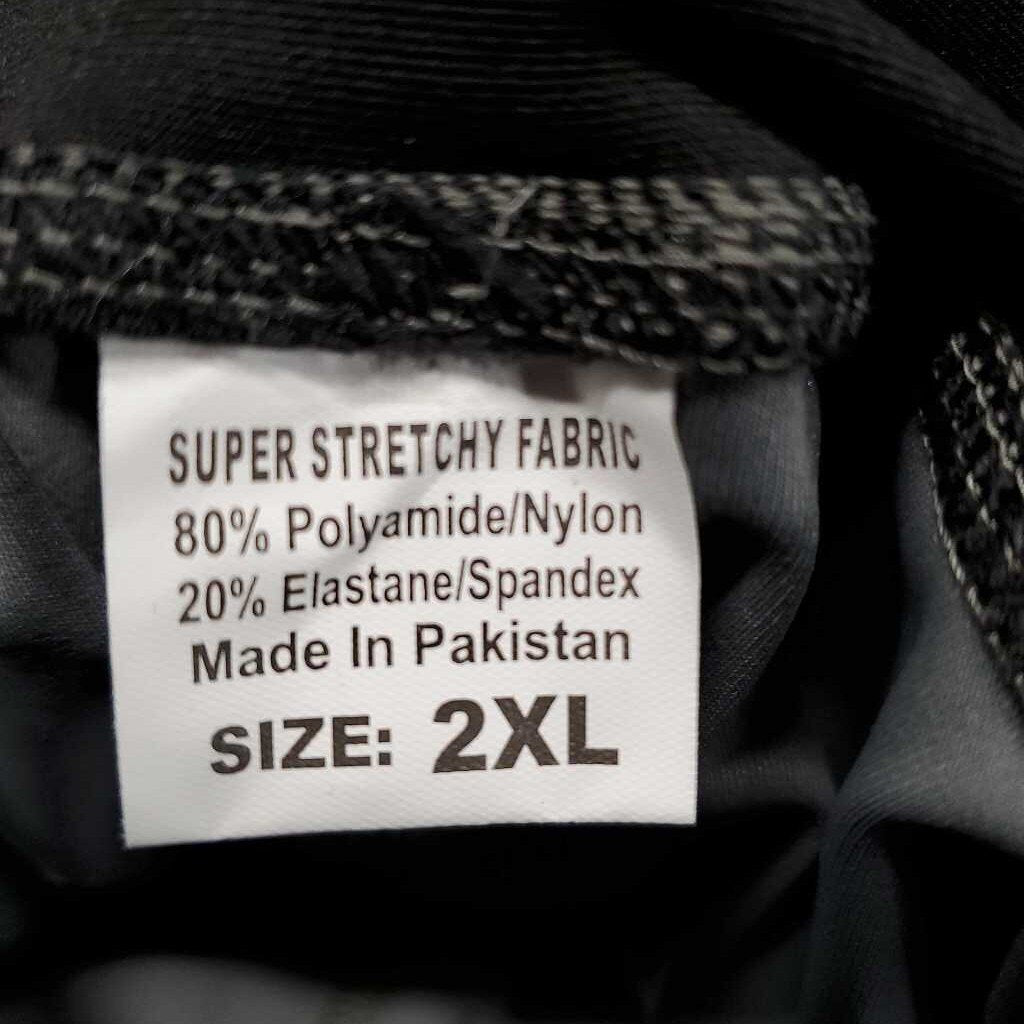 SUPER STRETCHY FABRIC
80% Polyamide/Nylon
20% Elastane/Spandex
Made In Pakistan
SIZE: 2XL